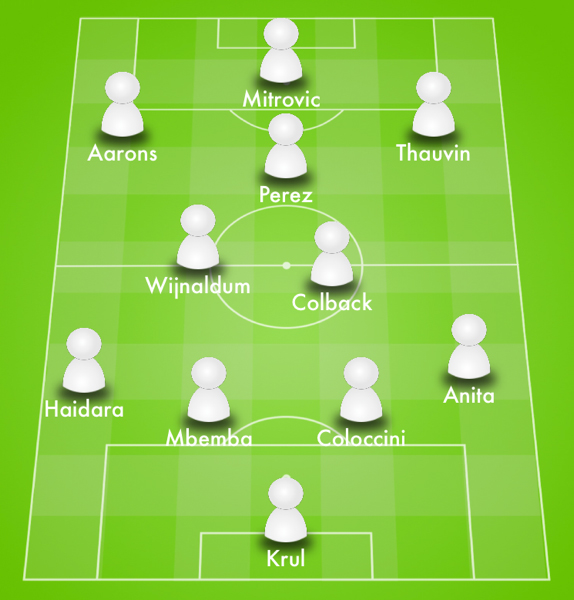 Mitrovic
Aarons
Thauvin
Perez
Wijnaldum
Colback
Haidara
Anita
Mbemba
Coloccini
Krul